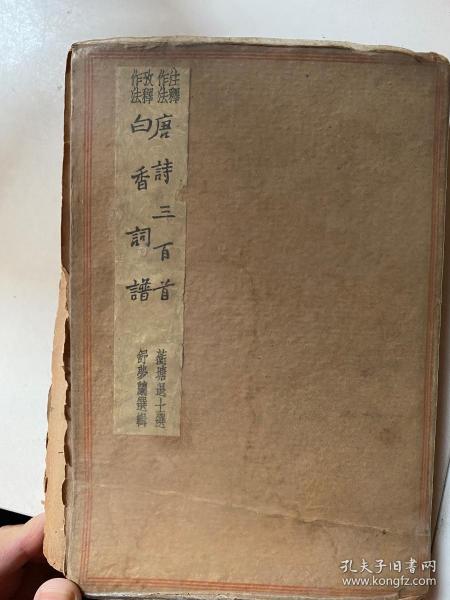 注釋
作法
唐詩三百首
蘅塘退士選
攷釋
作法
白香詞譜
舒夢蘭選輯
孔夫子旧书网
www.kongfz.com